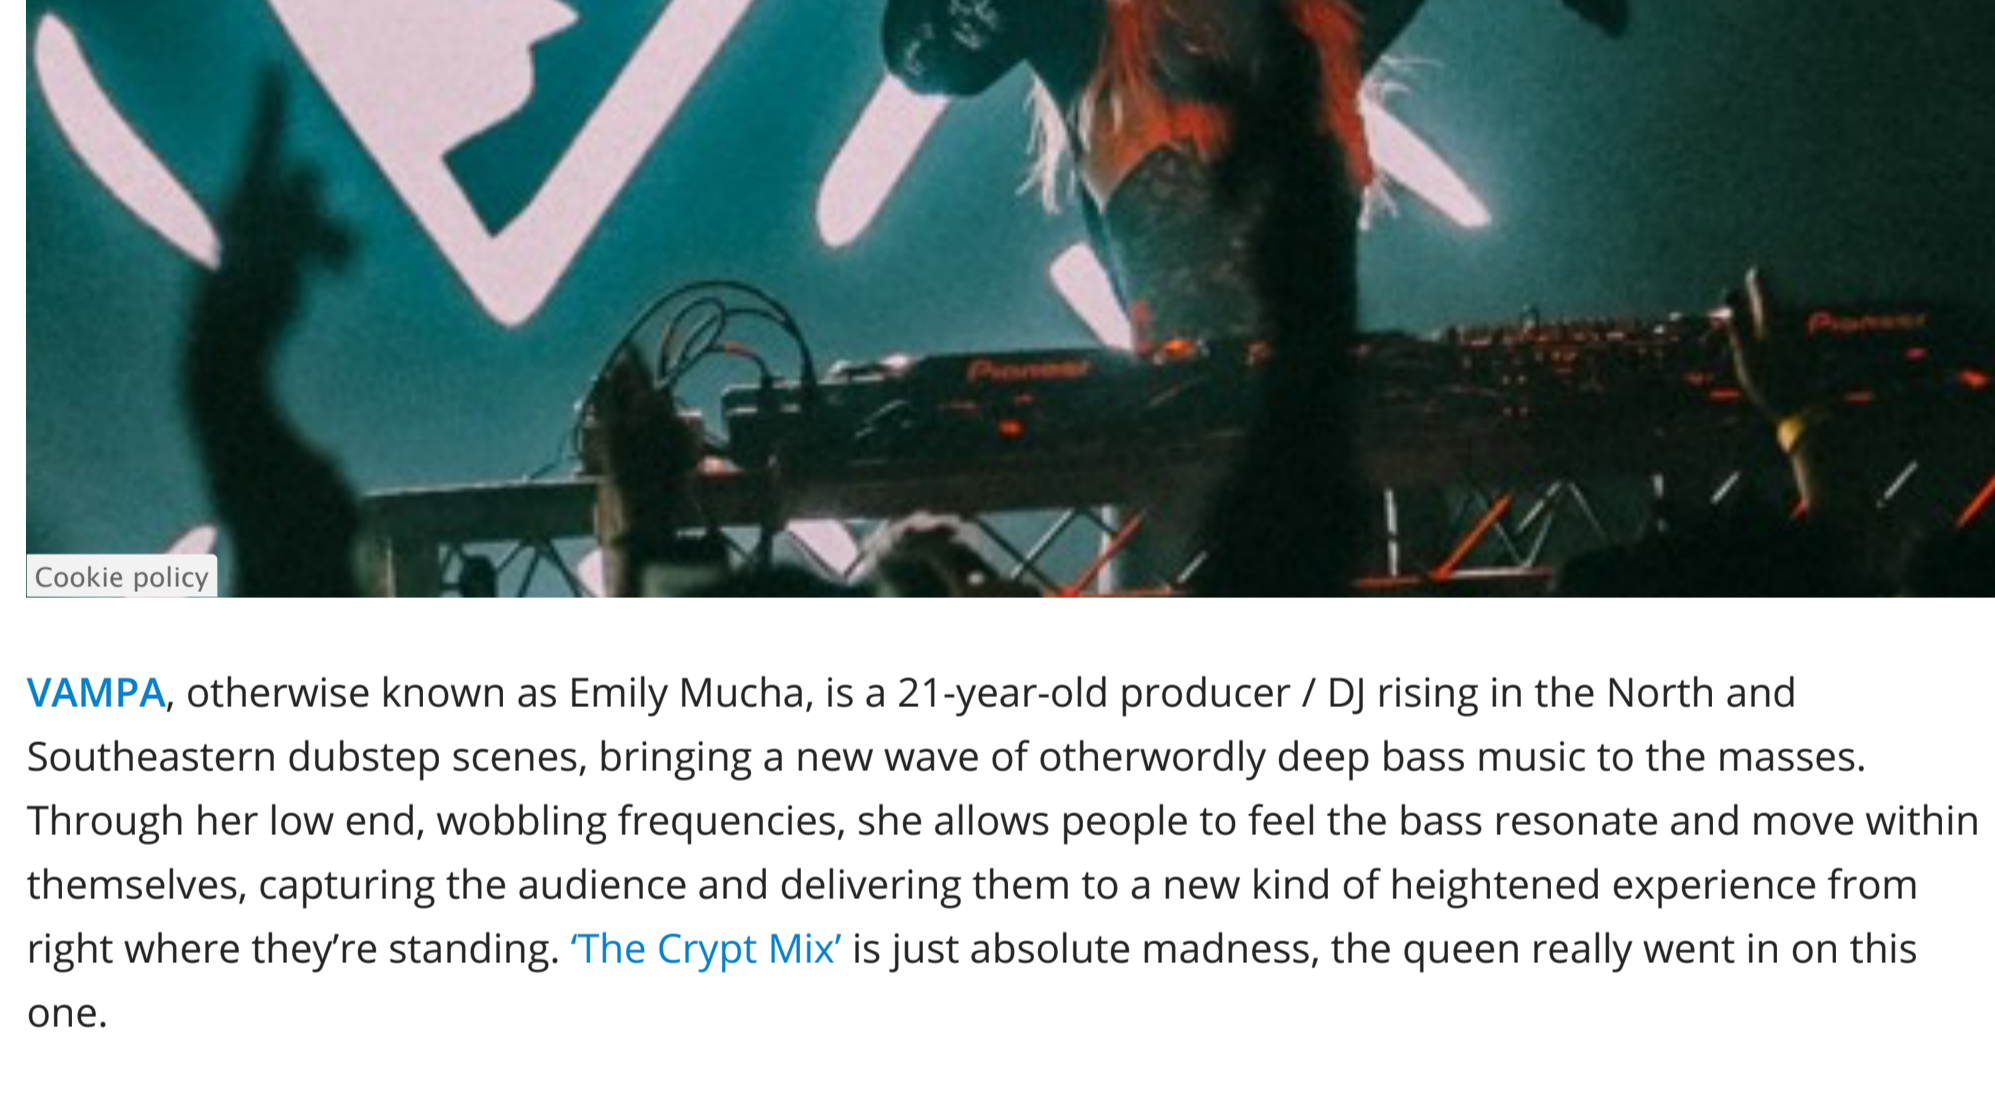 Pioneer
Pioneer
Cookie policy
VAMPA, otherwise known as Emily Mucha, is a 21-year-old producer / DJ rising in the North and
Southeastern dubstep scenes, bringing a new wave of otherwordly deep bass music to the masses.
Through her low end, wobbling frequencies, she allows people to feel the bass resonate and move within
themselves, capturing the audience and delivering them to a new kind of heightened experience from
right where they’re standing. ‘The Crypt Mix’ is just absolute madness, the queen really went in on this
one.